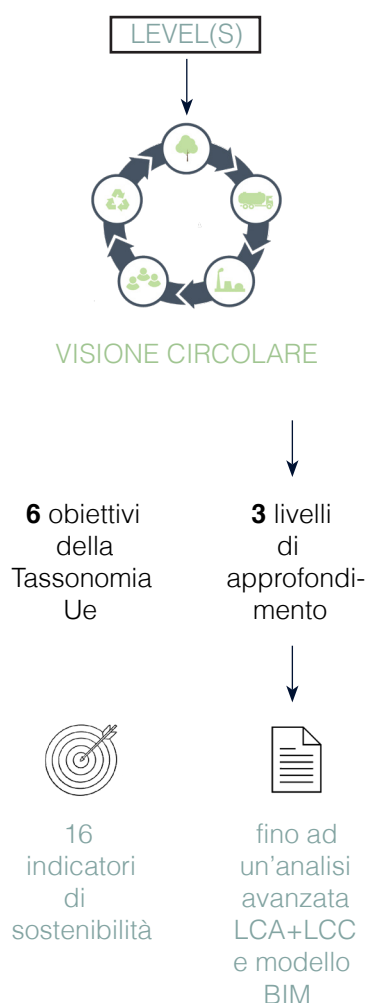 LEVEL(S)
VISIONE CIRCOLARE
6 obiettivi
della
Tassonomia
Ue
3 livelli
di
approfondi-
mento
16
indicatori
di
sostenibilità
fino ad
un'analisi
avanzata
LCA+LCC
e modello
BIM